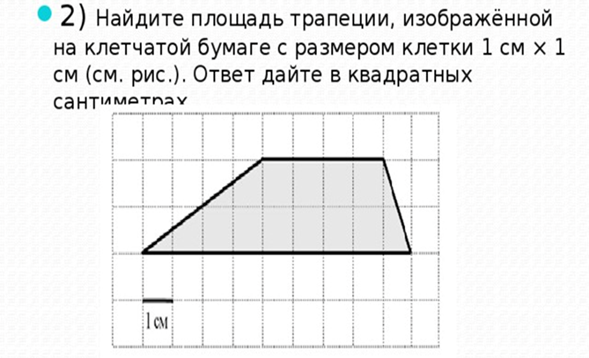 2) Найдите площадь трапеции, изображённой
на клетчатой бумаге с размером клетки 1 см × 1
см (см. рис.). Ответ дайте в квадратных
сантиметрах
1 см